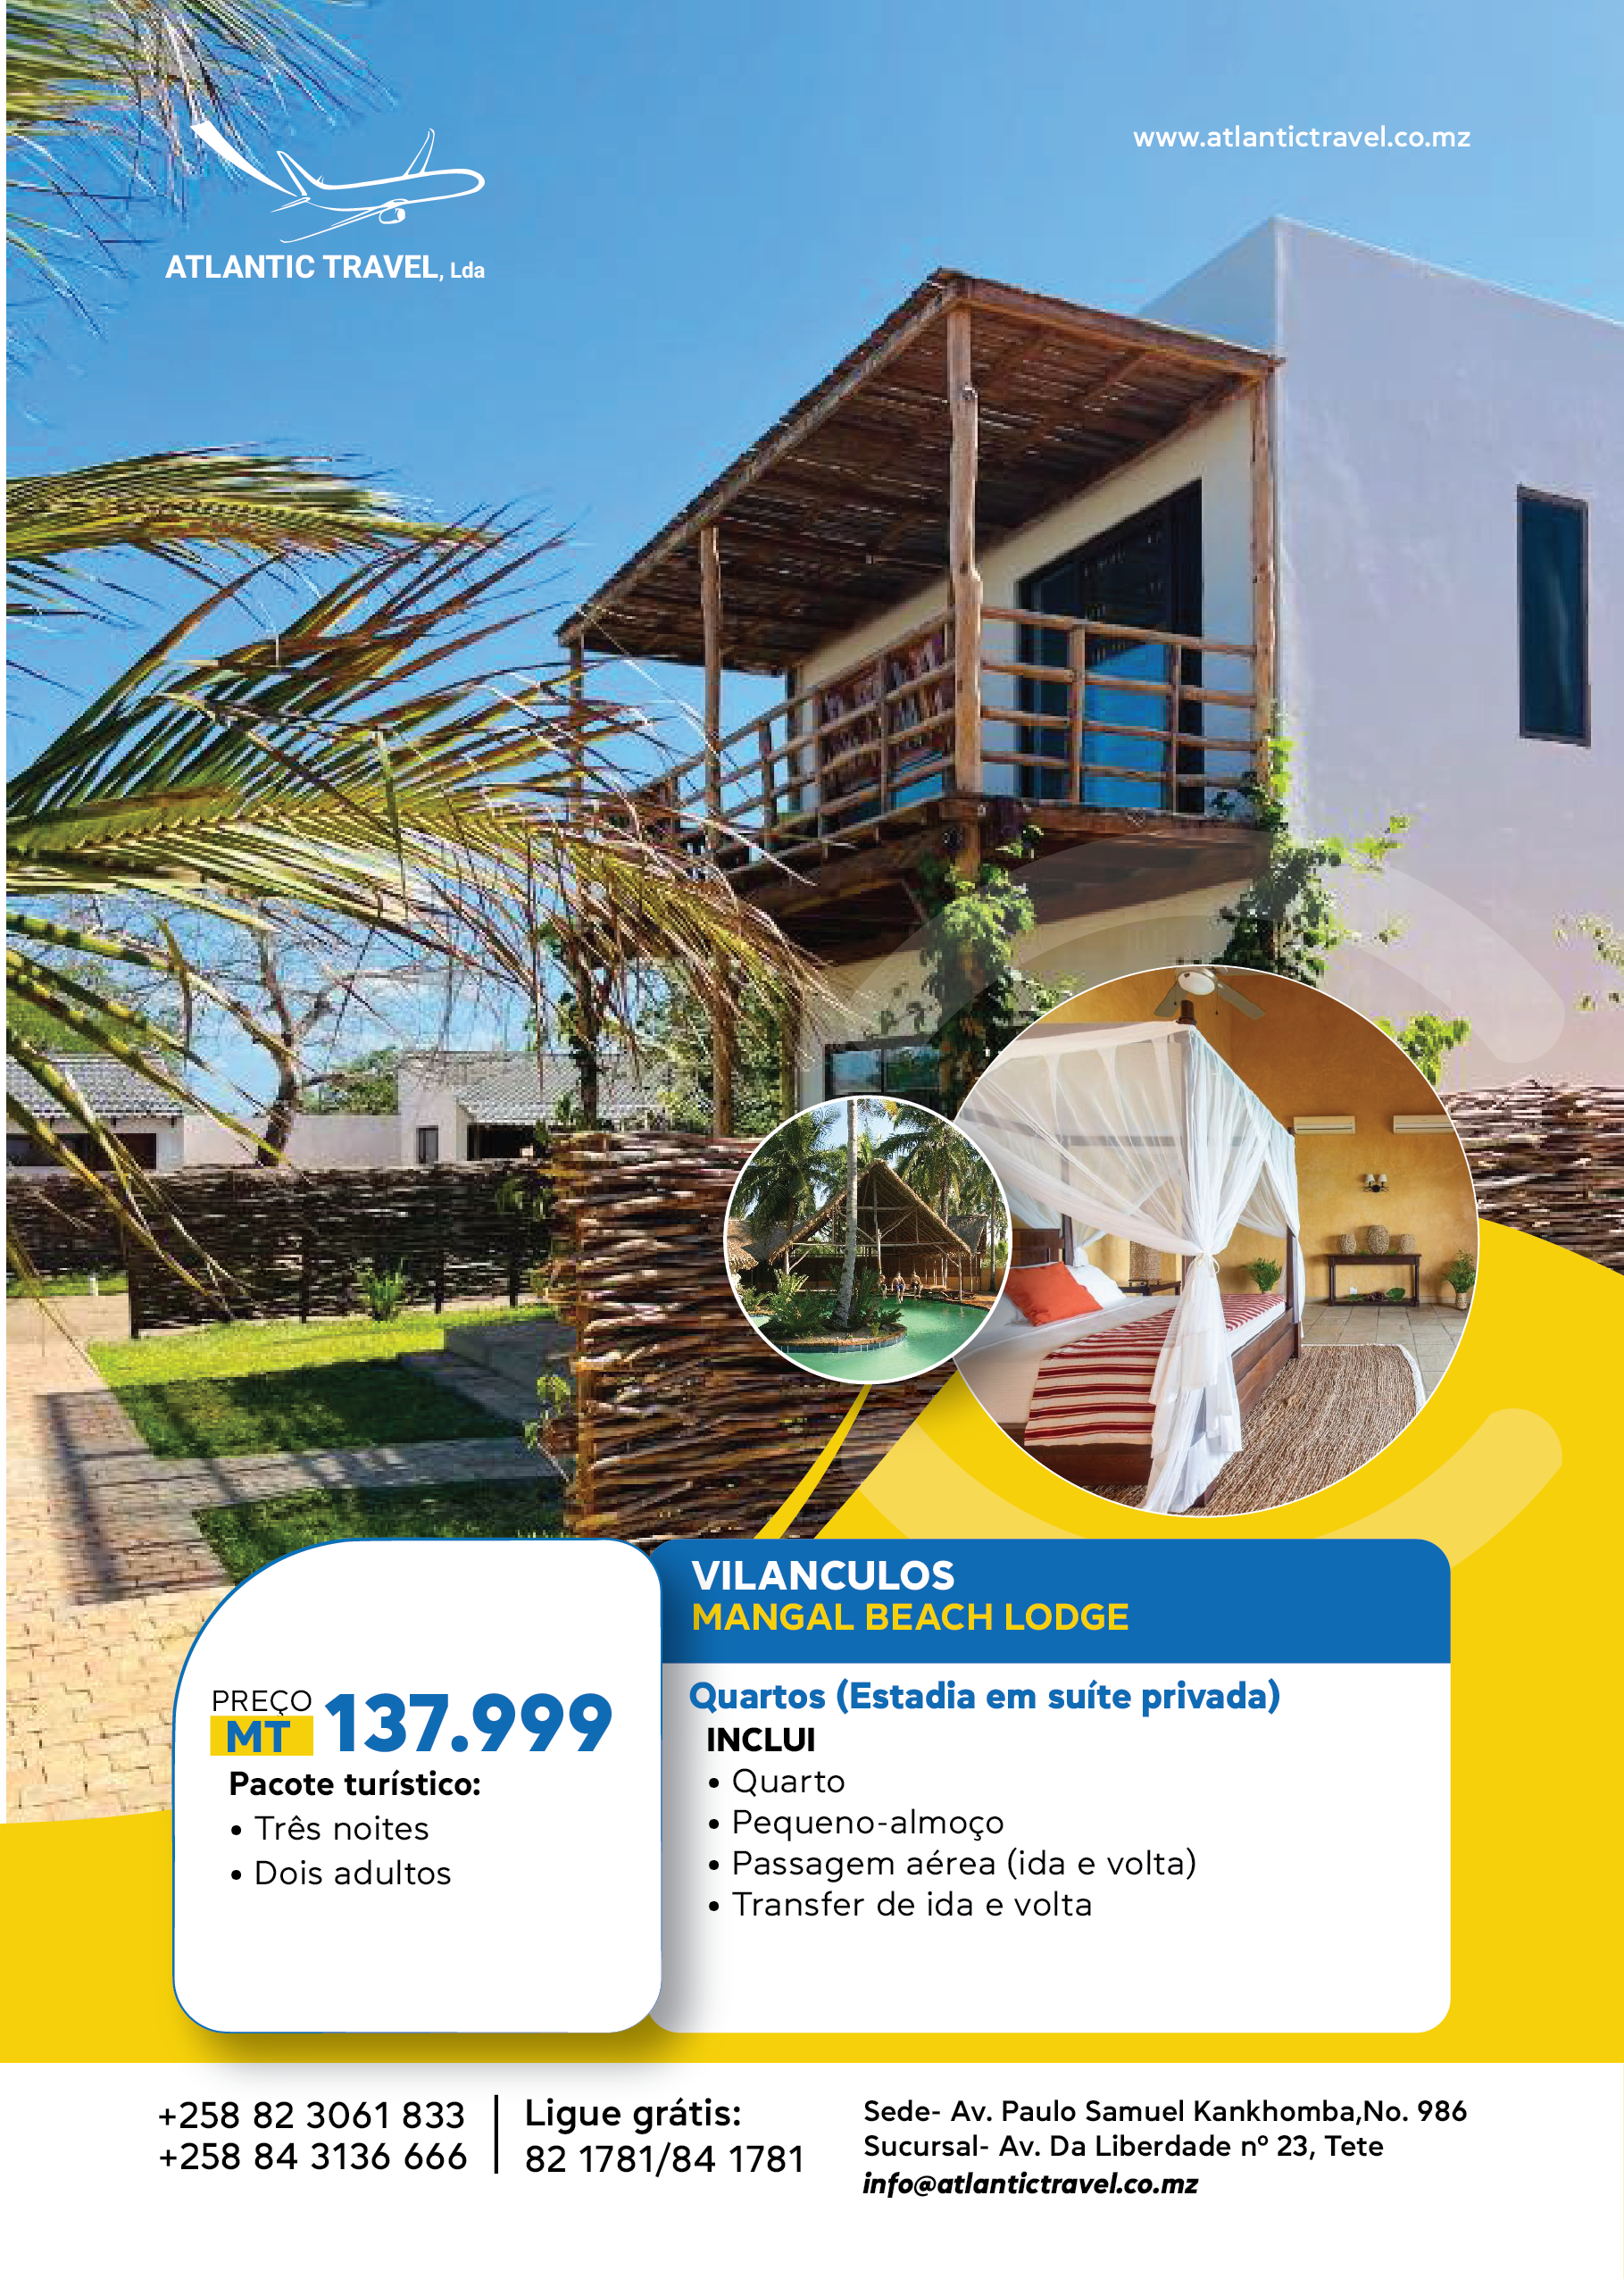 www.atlantictravel.co.mz
ATLANTIC TRAVEL, Lda
VILANCULOS
MANGAL BEACH LODGE
PREÇO
MT 137.999
Pacote turístico:
• Três noites
• Dois adultos
Quartos (Estadia em suíte privada)
INCLUI
• Quarto
• Pequeno-almoço
• Passagem aérea (ida e volta)
• Transfer de ida e volta
+258 82 3061 833
+258 84 3136 666
Ligue grátis:
82 1781/84 1781
Sede- Av. Paulo Samuel Kankhomba,No. 986
Sucursal- Av. Da Liberdade nº 23, Tete
info@atlantictravel.co.mz